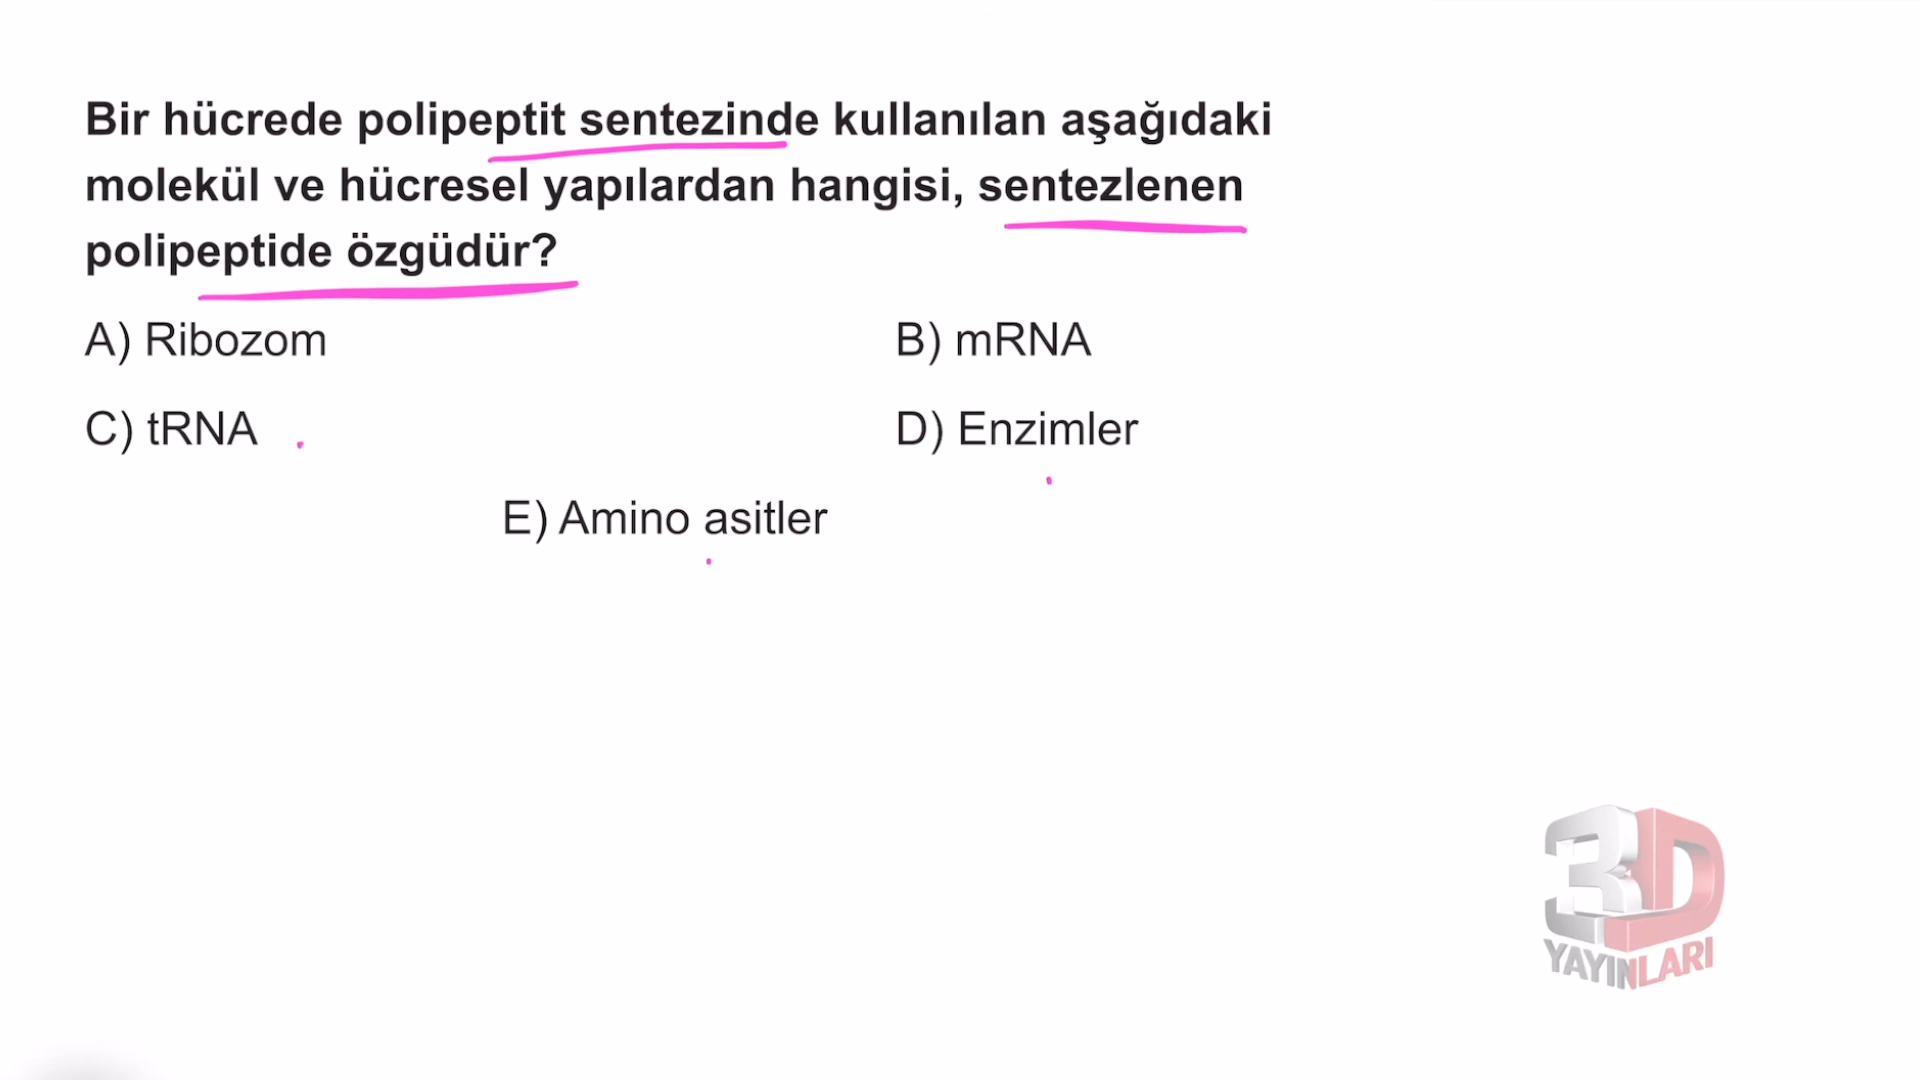 Bir hücrede polipeptit sentezinde kullanılan aşağıdaki
molekül ve hücresel yapılardan hangisi, sentezlenen
polipeptide özgüdür?
A) Ribozom
B) mRNA
C) tRNA
D) Enzimler
E) Amino asitler
3D
YAYINLARI